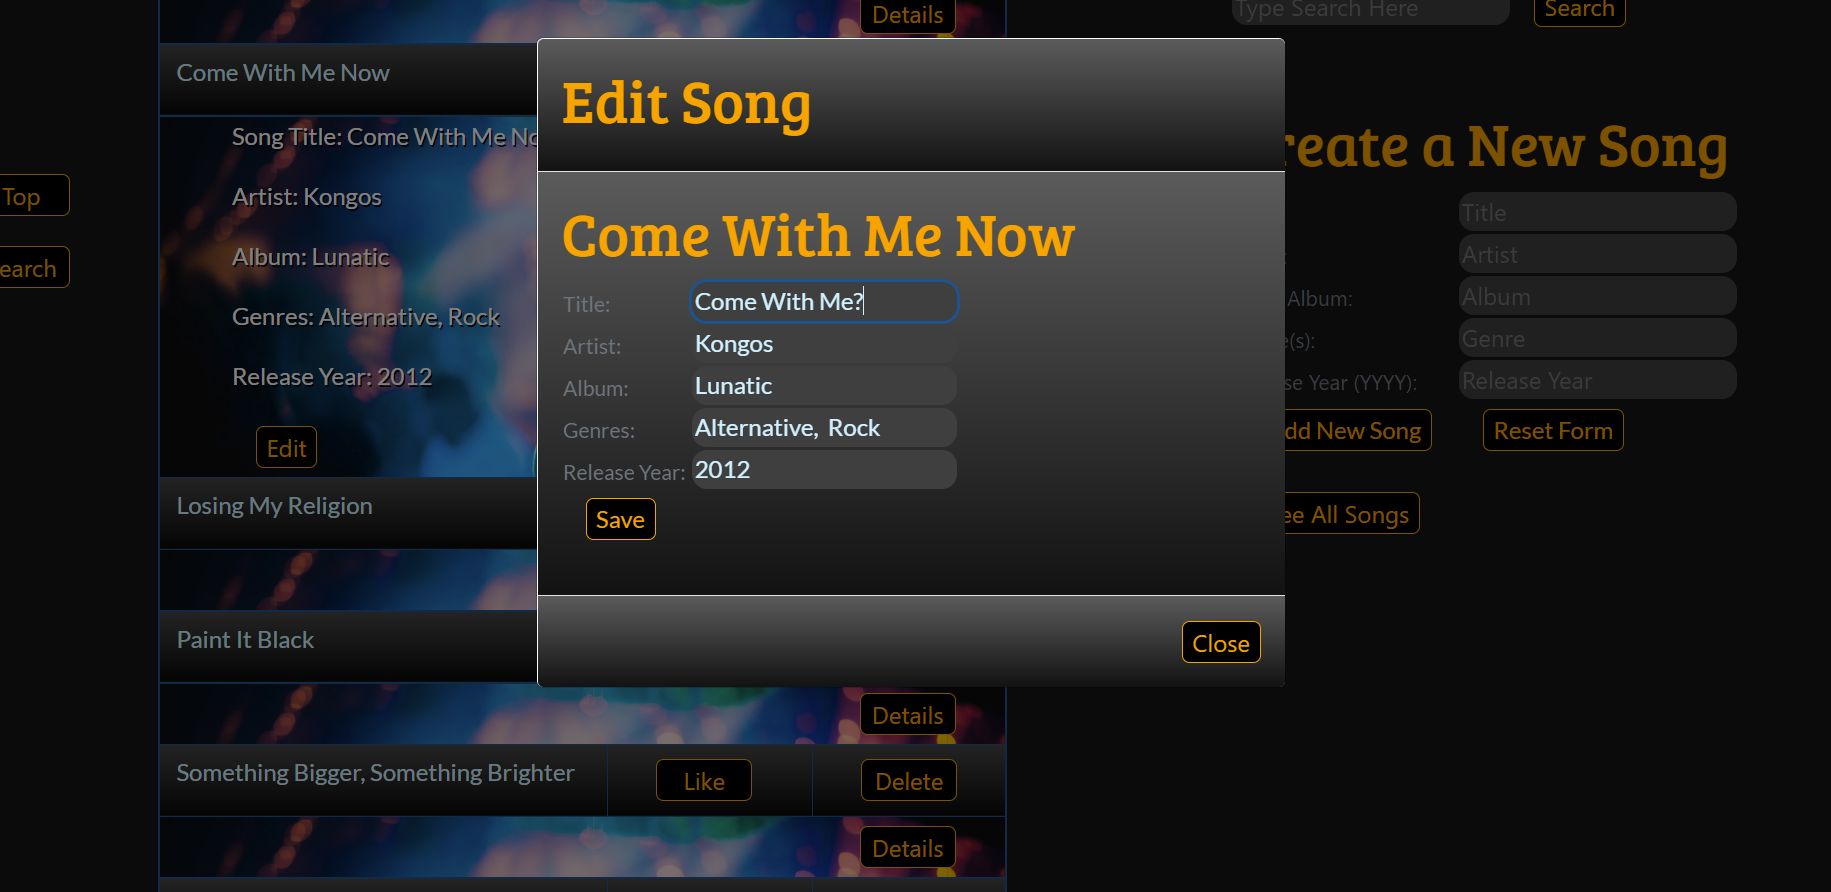 Details
Type Search Here
Search
Come With Me Now
Song Title: Come With Me No
Artist: Kongos
Album: Lunatic
Genres: Alternative, Rock
Release Year: 2012
Edit
Top
earch
Losing My Religion
Paint It Black
Details
Something Bigger, Something Brighter
Like
Delete
Details
Edit Song
Come With Me Now
Title: Come With Me?
Artist: Kongos
Album: Lunatic
Genres: Alternative,  Rock
Release Year: 2012
Save
Close
reate a New Song
Title
Artist
Album: Album
e(s): Genre
se Year (YYYY): Release Year
dd New Song
Reset Form
ee All Songs